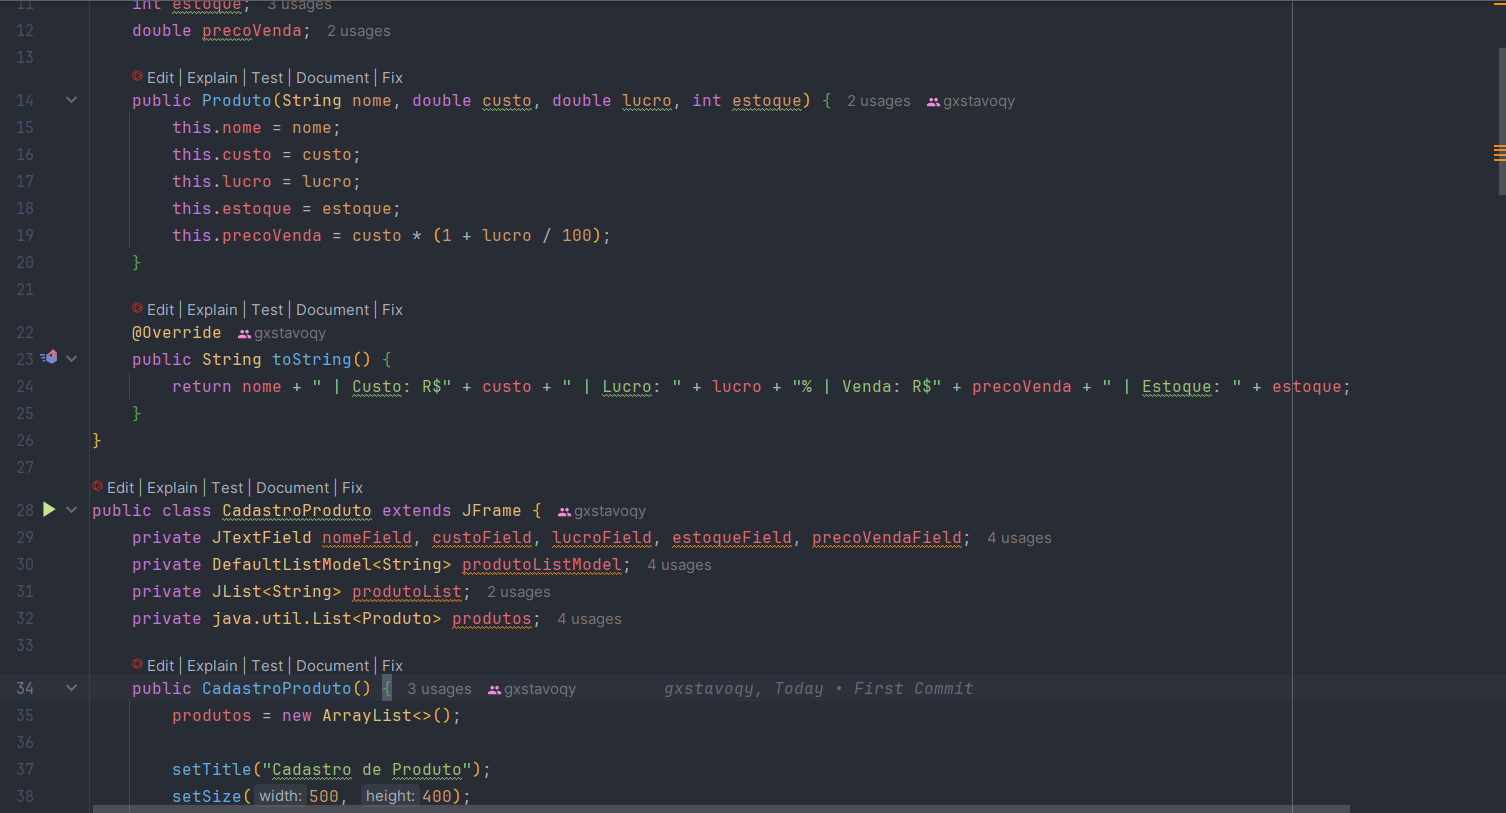 11 int estoque; 3 usages
12 double precoVenda; 2 usages
13
Edit | Explain | Test | Document | Fix
14 public Produto(String nome, double custo, double lucro, int estoque) { 2 usages gxstavoqy
15 this.nome = nome;
16 this.custo = custo;
17 this.lucro = lucro;
18 this.estoque = estoque;
19 this.precoVenda = custo * (1 + lucro / 100);
20 }
21
Edit | Explain | Test | Document | Fix
22 @Override gxstavoqy
23 public String toString() {
24 return nome + " | Custo: R$" + custo + " | Lucro: " + lucro + "% | Venda: R$" + precoVenda + " | Estoque: " + estoque;
25 }
26 }
27
Edit | Explain | Test | Document | Fix
28 public class CadastroProduto extends JFrame { gxstavoqy
29 private JTextField nomeField, custoField, lucroField, estoqueField, precoVendaField; 4 usages
30 private DefaultListModel<String> produtoListModel; 4 usages
31 private JList<String> produtoList; 2 usages
32 private java.util.List<Produto> produtos; 4 usages
33
Edit | Explain | Test | Document | Fix
34 public CadastroProduto() { 3 usages gxstavoqy gxstavoqy, Today • First Commit
35 produtos = new ArrayList<>();
36
37 setTitle("Cadastro de Produto");
38 setSize( width: 500, height: 400);